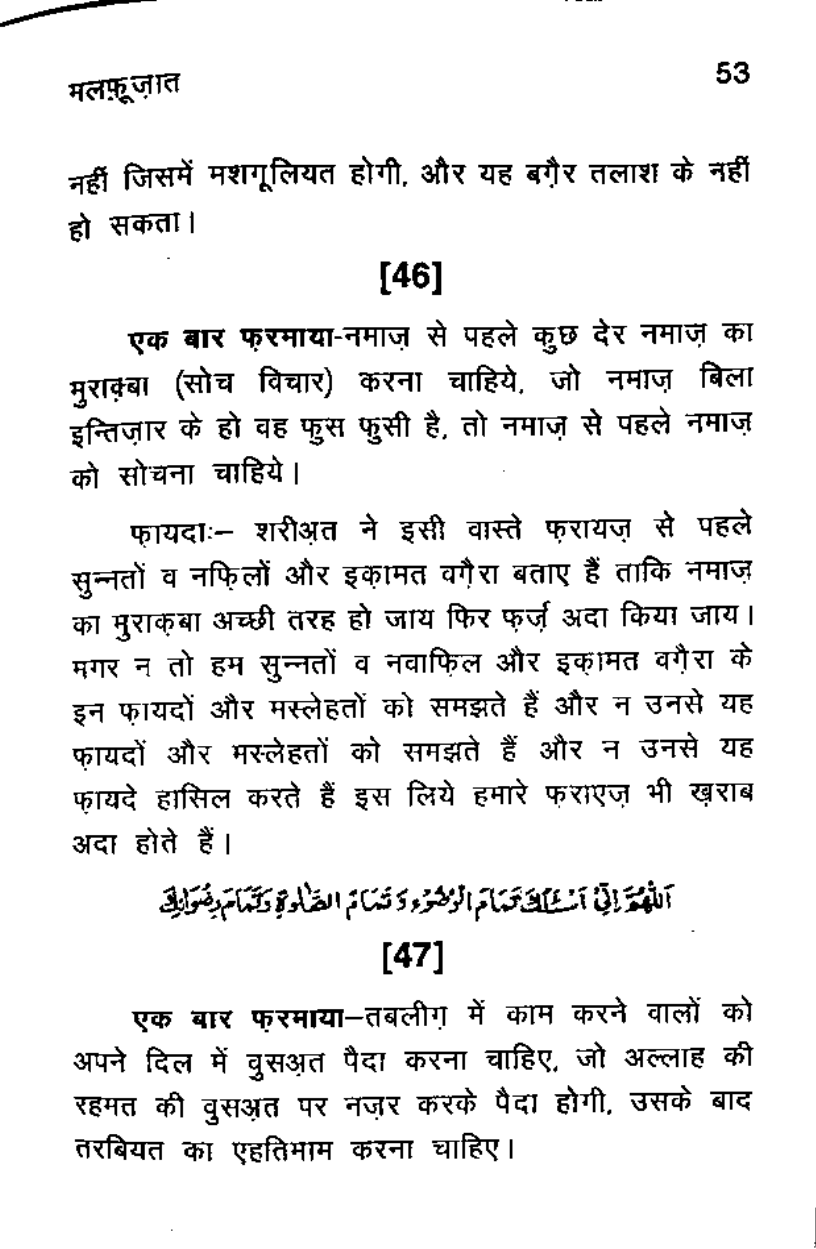 मलफ़ूज़ात
53
नहीं जिसमें मशगूलियत होगी, और यह बग़ैर तलाश के नहीं
हो सकता।
[46]
एक बार फ़रमाया-नमाज़ से पहले कुछ देर नमाज़ का
मुराक़्बा (सोच विचार) करना चाहिये, जो नमाज़ बिला
इन्तिज़ार के हो वह फुस फुसी है, तो नमाज़ से पहले नमाज़
को सोचना चाहिये।
फ़ायदाः– शरीअ़त ने इसी वास्ते फ़रायज़ से पहले
सुन्नतों व नफ़िलों और इक़ामत वग़ैरा बताए हैं ताकि नमाज़
का मुराक़बा अच्छी तरह हो जाय फिर फ़र्ज़ अदा किया जाय।
मगर न तो हम सुन्नतों व नवाफ़िल और इक़ामत वग़ैरा के
इन फ़ायदों और मस्लेहतों को समझते हैं और न उनसे यह
फ़ायदों और मस्लेहतों को समझते हैं और न उनसे यह
फ़ायदे हासिल करते हैं इस लिये हमारे फ़राएज़ भी ख़राब
अदा होते हैं।
اَللّٰهُمَّ اِنِّیْ اَسْئَلُكَ تَمَامَ الْوُضُوْءِ وَتَمَامَ الصَّلٰوةِ وَتَمَامَ رِضْوَانِكَ
[47]
एक बार फ़रमाया–तबलीग़ में काम करने वालों को
अपने दिल में वुसअ़त पैदा करना चाहिए, जो अल्लाह की
रहमत की वुसअ़त पर नज़र करके पैदा होगी, उसके बाद
तरबियत का एहतिमाम करना चाहिए।